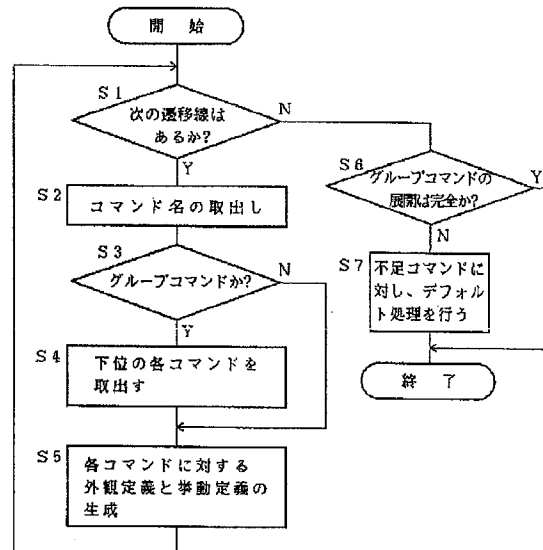 開 始
S1
次の遷移線は
あるか?
N
Y
S2
コマンド名の取出し
S3
グループコマンドか?
N
Y
S4
下位の各コマンドを
取出す
S5
各コマンドに対する
外観定義と挙動定義の
生成
S6
グループコマンドの
展開は完全か?
Y
N
S7
不足コマンドに
対し、デフォル
ト処理を行う
終 了